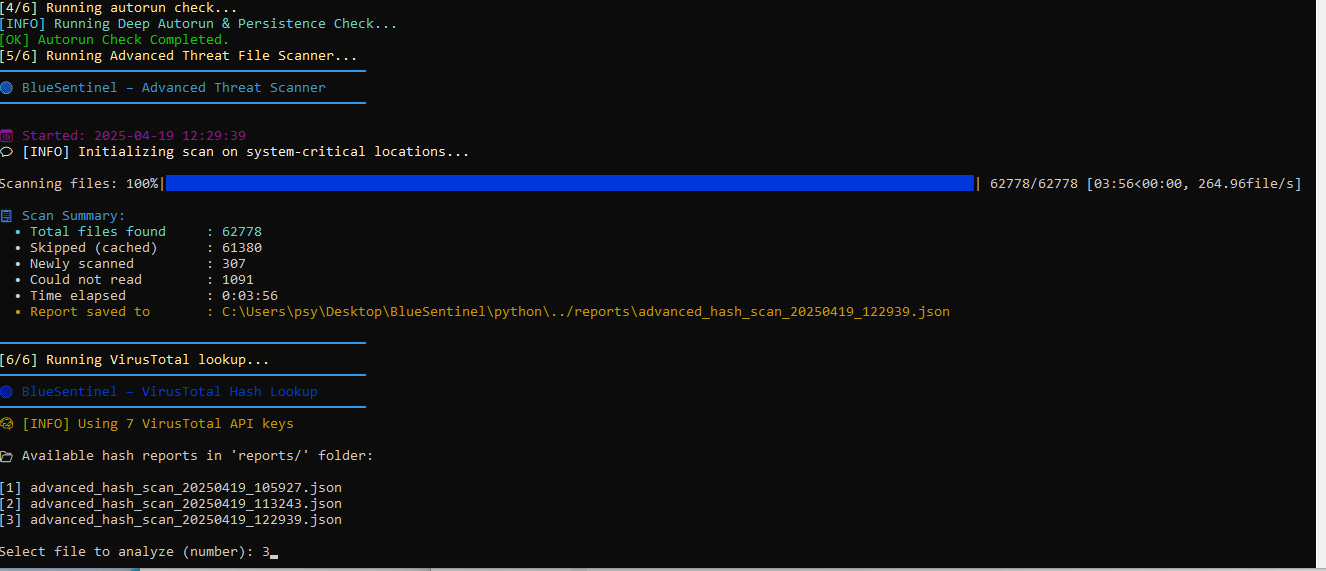 [4/6] Running autorun check...
[INFO] Running Deep Autorun & Persistence Check...
[OK] Autorun Check Completed.
[5/6] Running Advanced Threat File Scanner...
BlueSentinel – Advanced Threat Scanner
Started: 2025-04-19 12:29:39
[INFO] Initializing scan on system-critical locations...
Scanning files: 100%| | 62778/62778 [03:56<00:00, 264.96file/s]
Scan Summary:
• Total files found : 62778
• Skipped (cached) : 61380
• Newly scanned : 307
• Could not read : 1091
• Time elapsed : 0:03:56
• Report saved to : C:\Users\psy\Desktop\BlueSentinel\python\../reports\advanced_hash_scan_20250419_122939.json
[6/6] Running VirusTotal lookup...
BlueSentinel – VirusTotal Hash Lookup
[INFO] Using 7 VirusTotal API keys
Available hash reports in 'reports/' folder:
[1] advanced_hash_scan_20250419_105927.json
[2] advanced_hash_scan_20250419_113243.json
[3] advanced_hash_scan_20250419_122939.json
Select file to analyze (number): 3